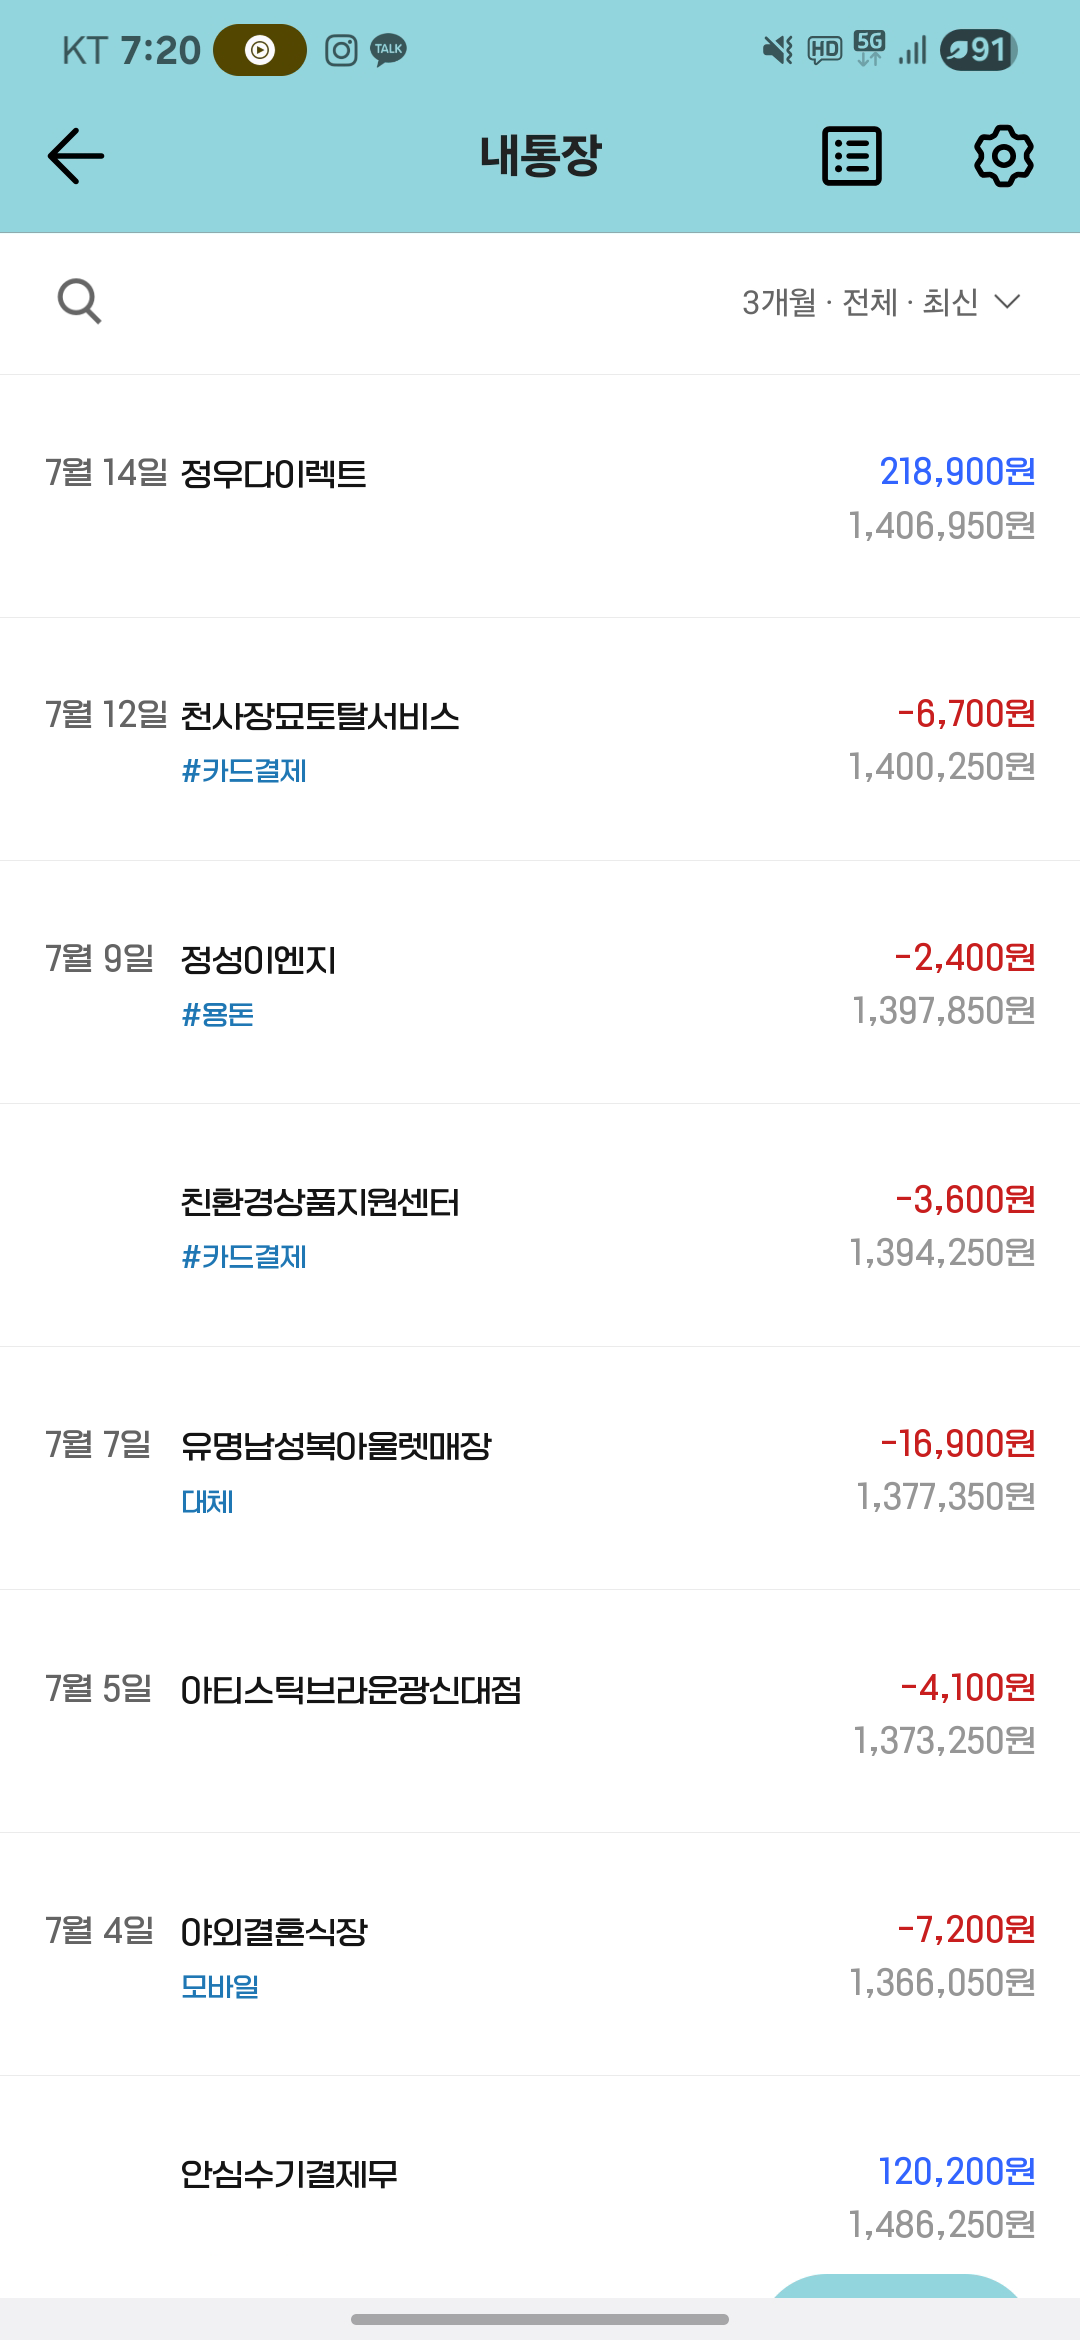 KT 7:20 TALK HD 5G 91
내통장
3개월 · 전체 · 최신
7월 14일 정우다이렉트 218,900원
1,406,950원
7월 12일 천사장묘토탈서비스 -6,700원
#카드결제 1,400,250원
7월 9일 정성이엔지 -2,400원
#용돈 1,397,850원
친환경상품지원센터 -3,600원
#카드결제 1,394,250원
7월 7일 유명남성복아울렛매장 -16,900원
대체 1,377,350원
7월 5일 아티스틱브라운광신대점 -4,100원
1,373,250원
7월 4일 야외결혼식장 -7,200원
모바일 1,366,050원
안심수기결제무 120,200원
1,486,250원